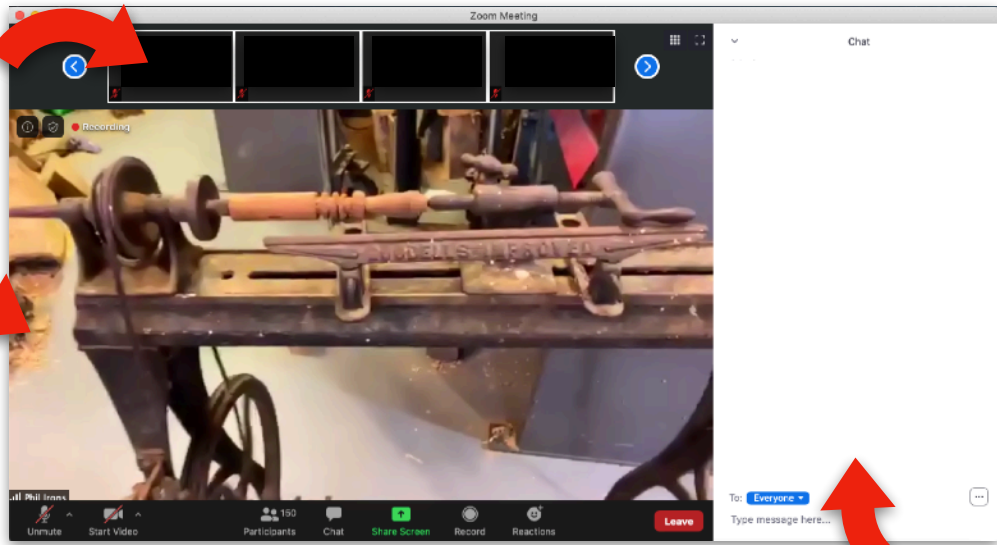 Zoom Meeting
Chat
Recording
IMPROVED
Phil Irons
To: Everyone
Type message here...
150
Unmute
Start Video
Participants
Chat
Share Screen
Record
Reactions
Leave